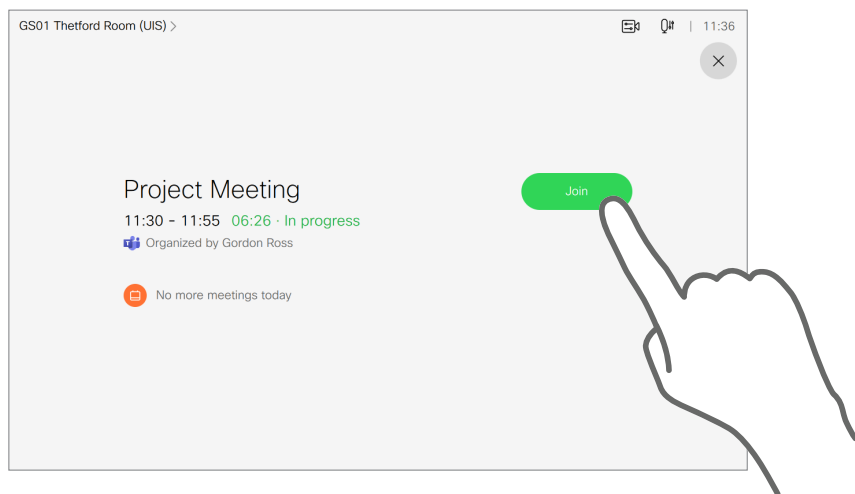 GS01 Thetford Room (UIS) >
| 11:36
Project Meeting
Join
11:30 - 11:55 06:26 · In progress
Organized by Gordon Ross
No more meetings today